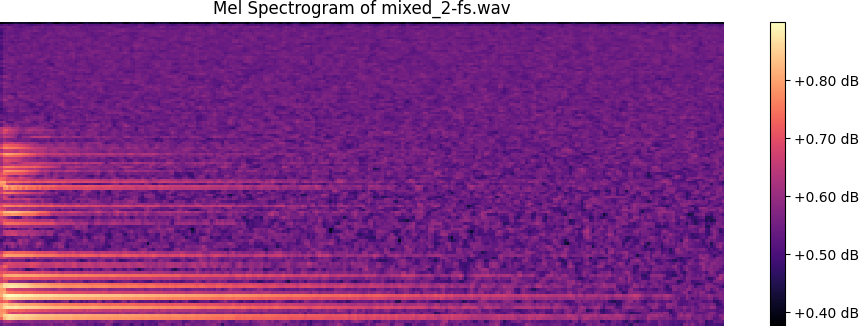 Mel Spectrogram of mixed_2-fs.wav
+0.80 dB
+0.70 dB
+0.60 dB
+0.50 dB
+0.40 dB